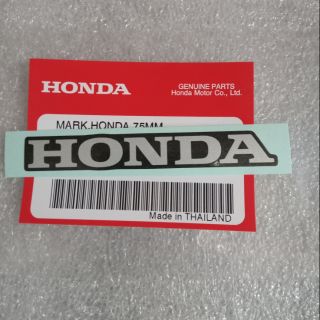 HONDA
GENUINE PARTS
Honda Motor Co., Ltd.
MARK,HONDA 75MM
HONDA
Made in THAILAND